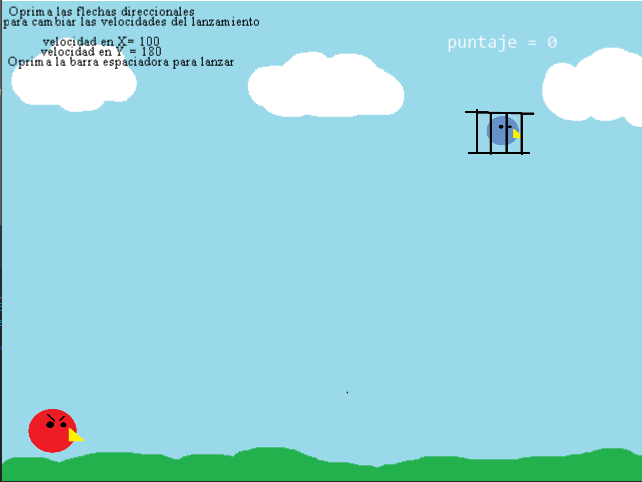 Oprima las flechas direccionales
para cambiar las velocidades del lanzamiento
velocidad en X= 100
velocidad en Y = 180
Oprima la barra espaciadora para lanzar
puntaje = 0